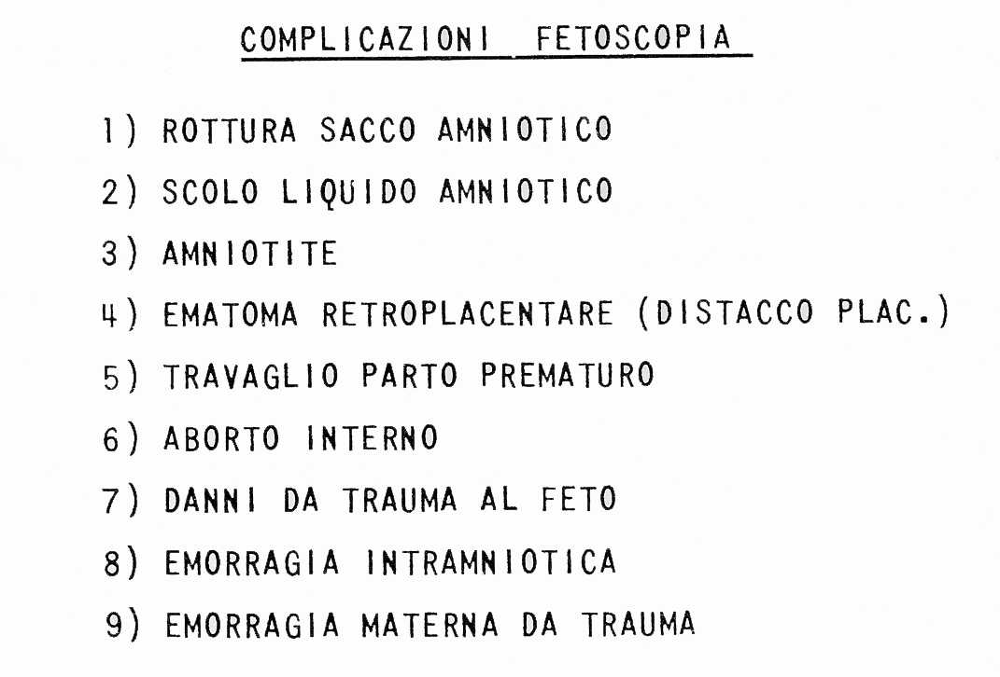 COMPLICAZIONI FETOSCOPIA
1) ROTTURA SACCO AMNIOTICO
2) SCOLO LIQUIDO AMNIOTICO
3) AMNIOTITE
4) EMATOMA RETROPLACENTARE (DISTACCO PLAC.)
5) TRAVAGLIO PARTO PREMATURO
6) ABORTO INTERNO
7) DANNI DA TRAUMA AL FETO
8) EMORRAGIA INTRAMNIOTICA
9) EMORRAGIA MATERNA DA TRAUMA